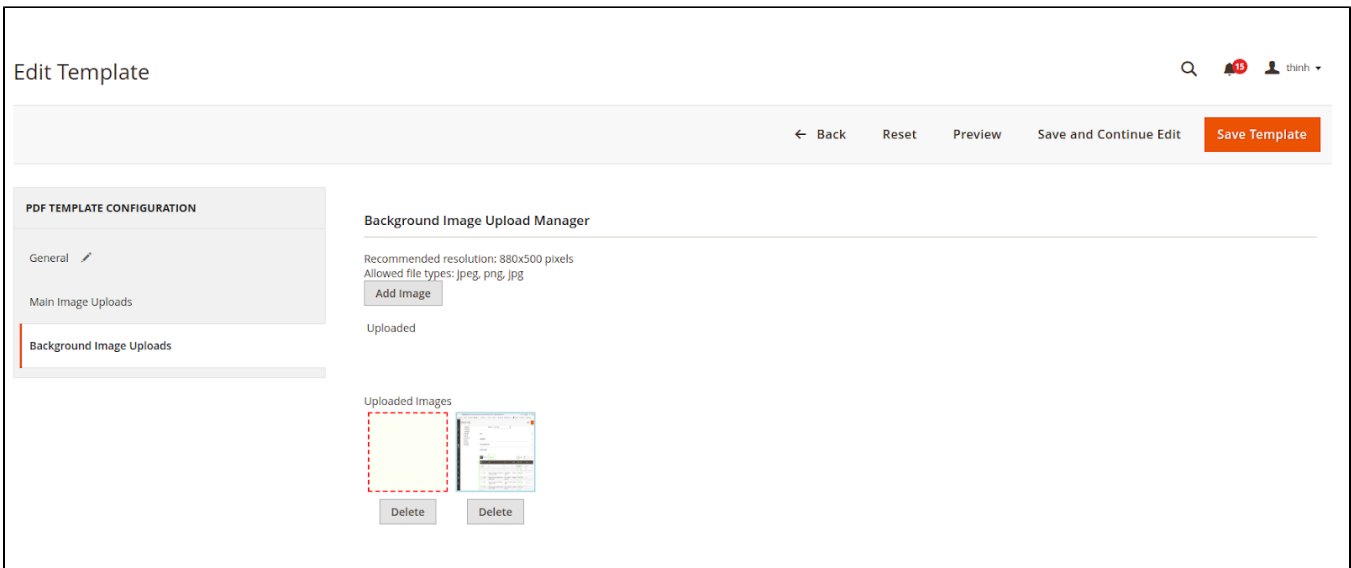 Edit Template
15
thinh
Back
Reset
Preview
Save and Continue Edit
Save Template
PDF TEMPLATE CONFIGURATION
General
Main Image Uploads
Background Image Uploads
Background Image Upload Manager
Recommended resolution: 880x500 pixels
Allowed file types: jpeg, png, jpg
Add Image
Uploaded
Uploaded Images
Delete
Delete